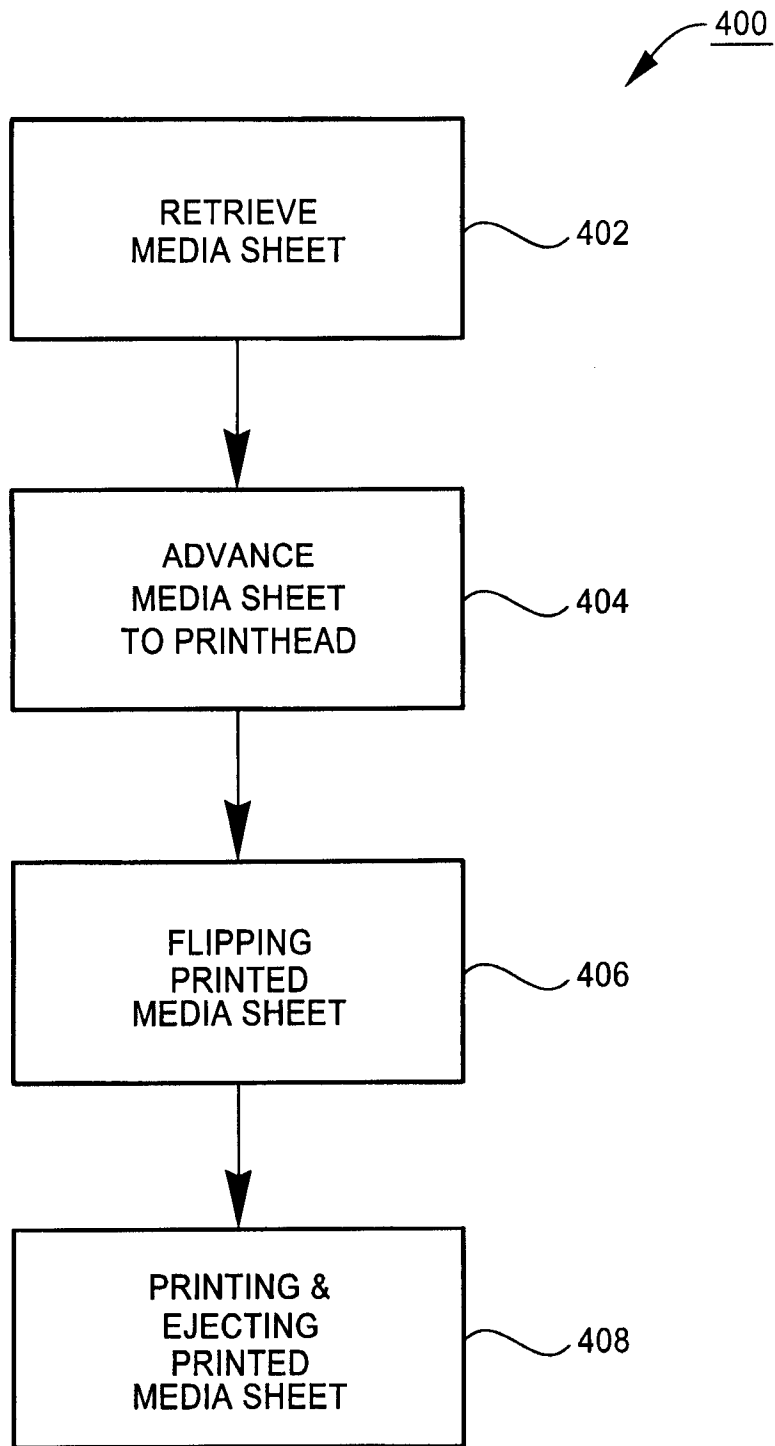 400
RETRIEVE
MEDIA SHEET
402
ADVANCE
MEDIA SHEET
TO PRINTHEAD
404
FLIPPING
PRINTED
MEDIA SHEET
406
PRINTING &
EJECTING
PRINTED
MEDIA SHEET
408